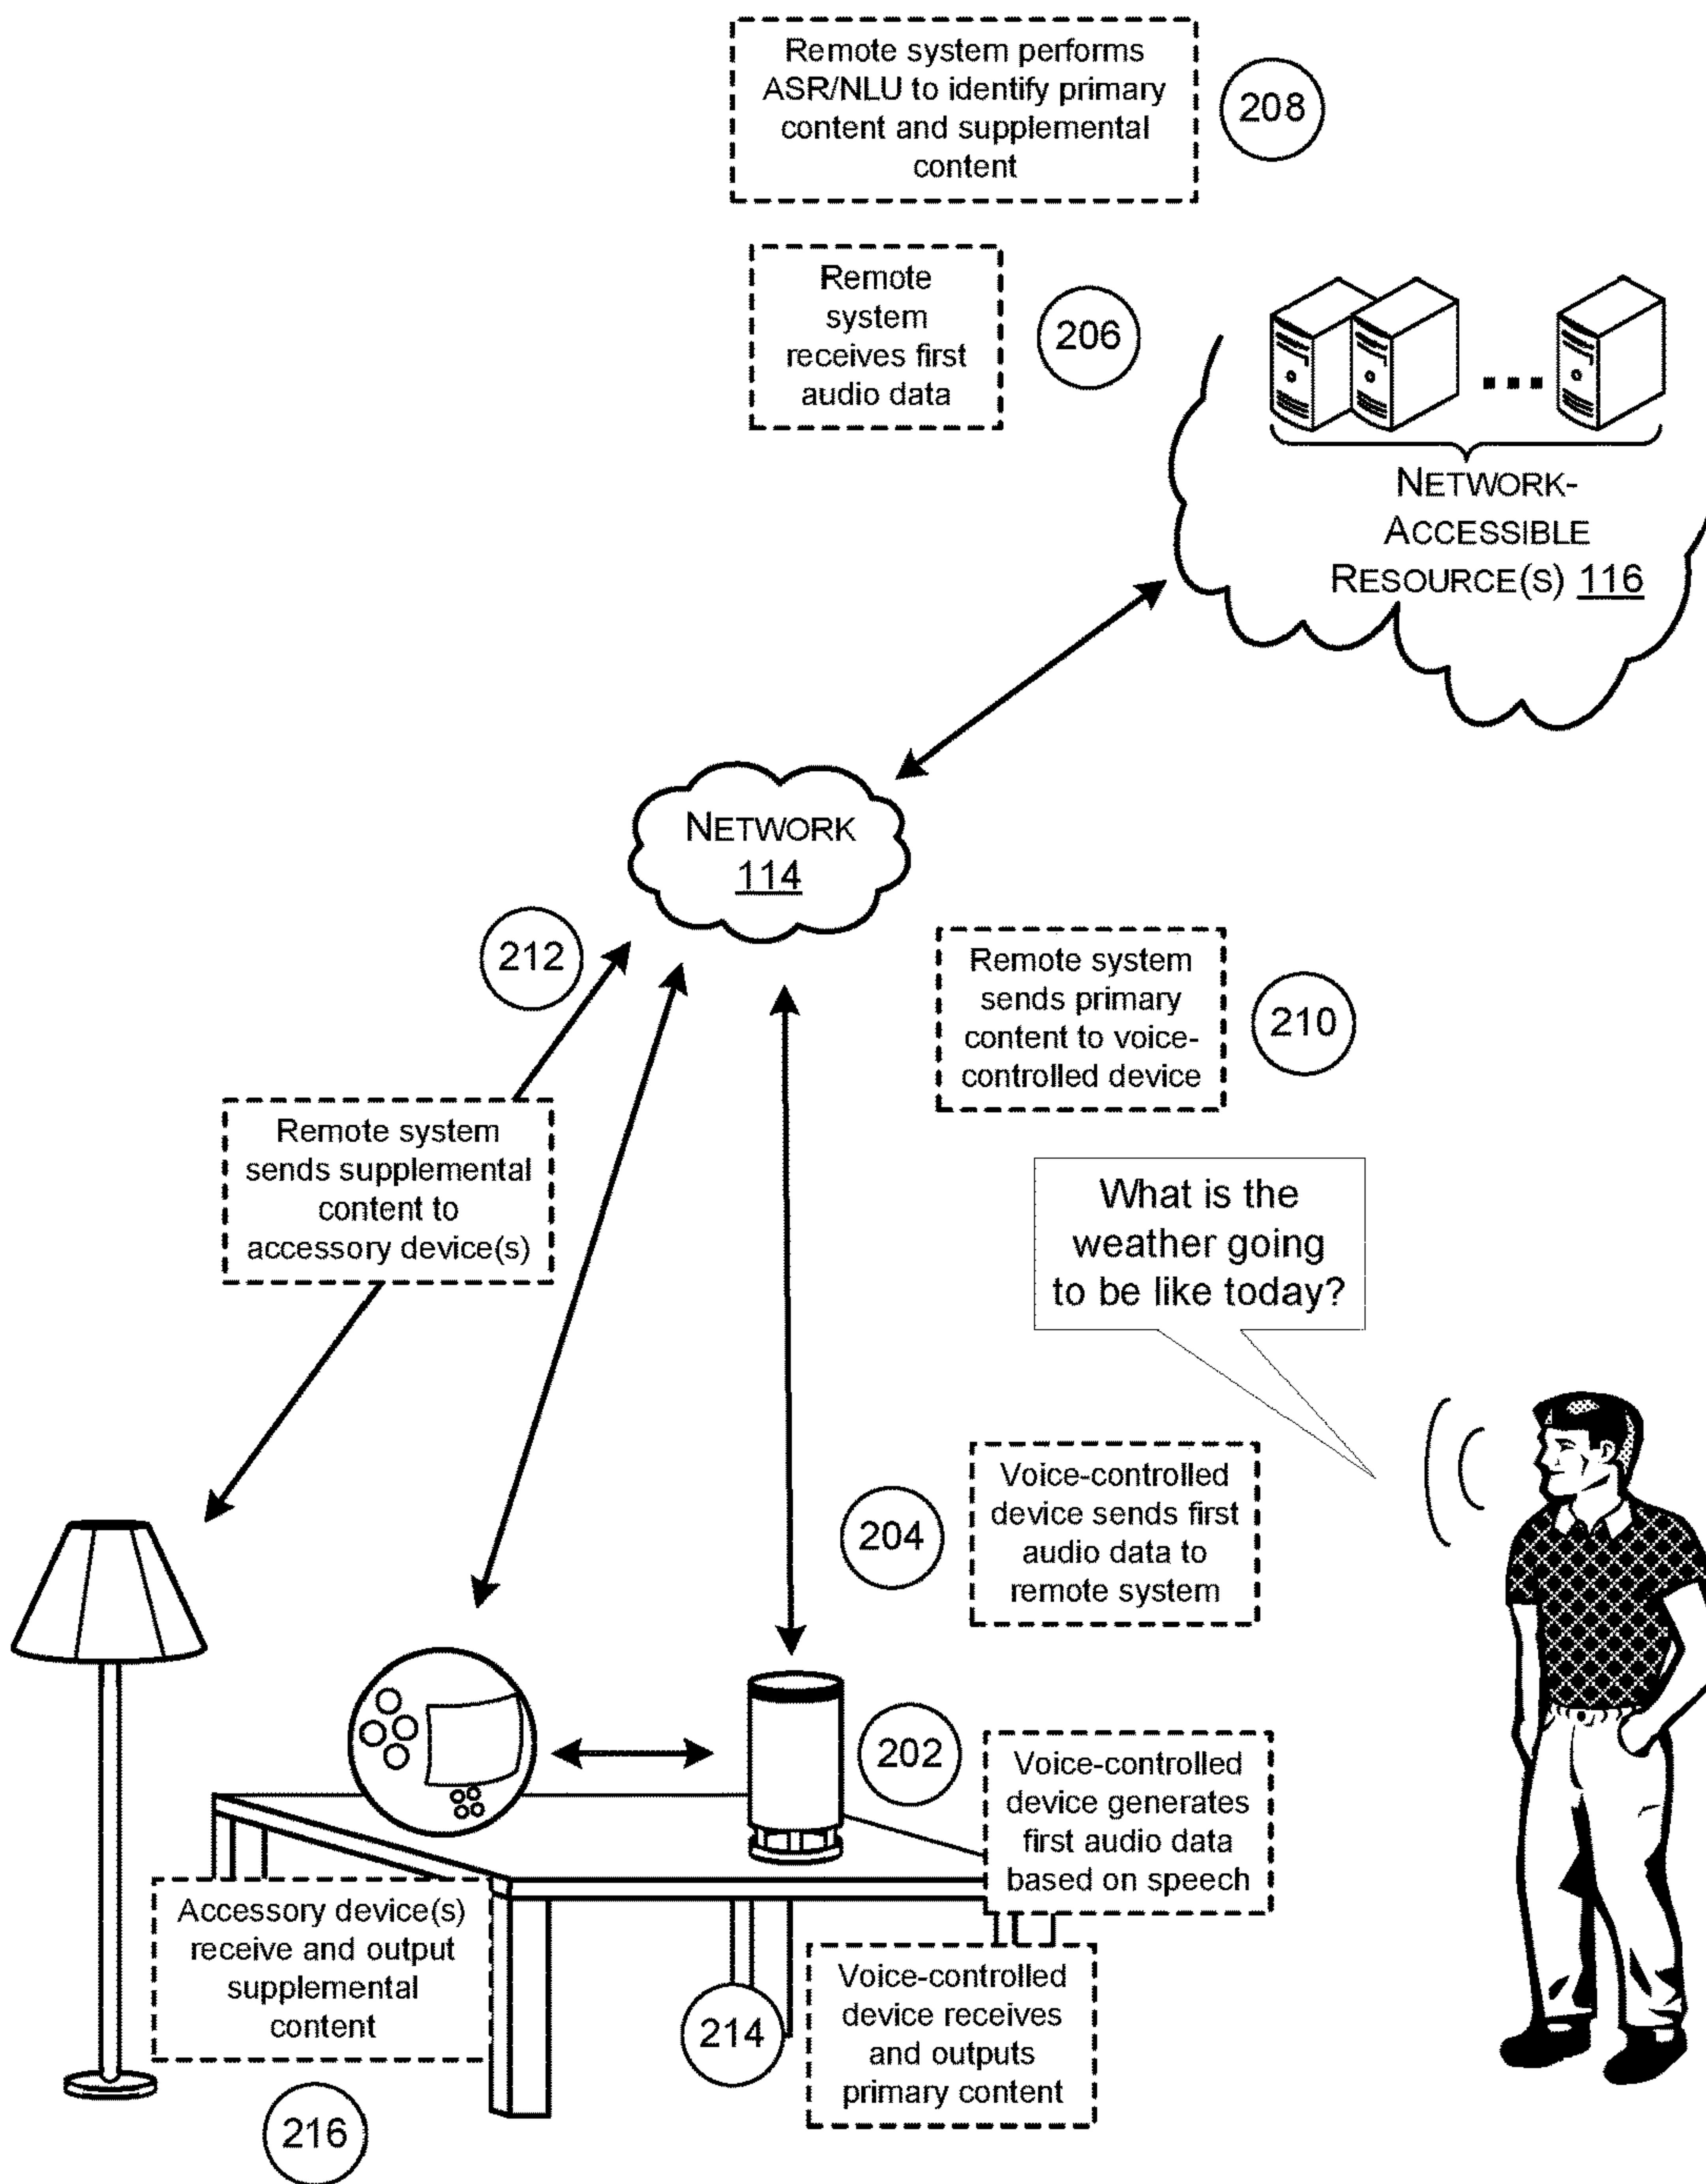 Remote system performs
ASR/NLU to identify primary
content and supplemental
content
208
Remote
system
receives first
audio data
206
NETWORK-
ACCESSIBLE
RESOURCE(S) 116
NETWORK
114
212
Remote system
sends primary
content to voice-
controlled device
210
Remote system
sends supplemental
content to
accessory device(s)
What is the
weather going
to be like today?
204
Voice-controlled
device sends first
audio data to
remote system
202
Voice-controlled
device generates
first audio data
based on speech
Accessory device(s)
receive and output
supplemental
content
216
214
Voice-controlled
device receives
and outputs
primary content